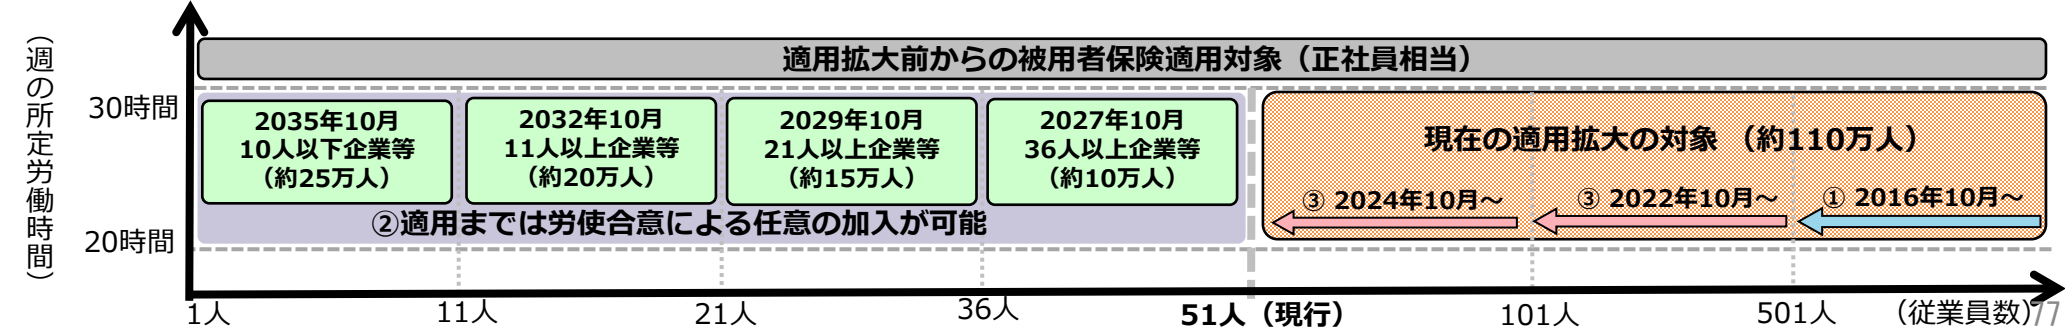 （週の所定労働時間）
適用拡大前からの被用者保険適用対象（正社員相当）
30時間
2035年10月
10人以下企業等
（約25万人）
2032年10月
11人以上企業等
（約20万人）
2029年10月
21人以上企業等
（約15万人）
2027年10月
36人以上企業等
（約10万人）
現在の適用拡大の対象 （約110万人）
③ 2024年10月～
③ 2022年10月～
① 2016年10月～
②適用までは労使合意による任意の加入が可能
20時間
1人
11人
21人
36人
51人（現行）
101人
501人
（従業員数）
77